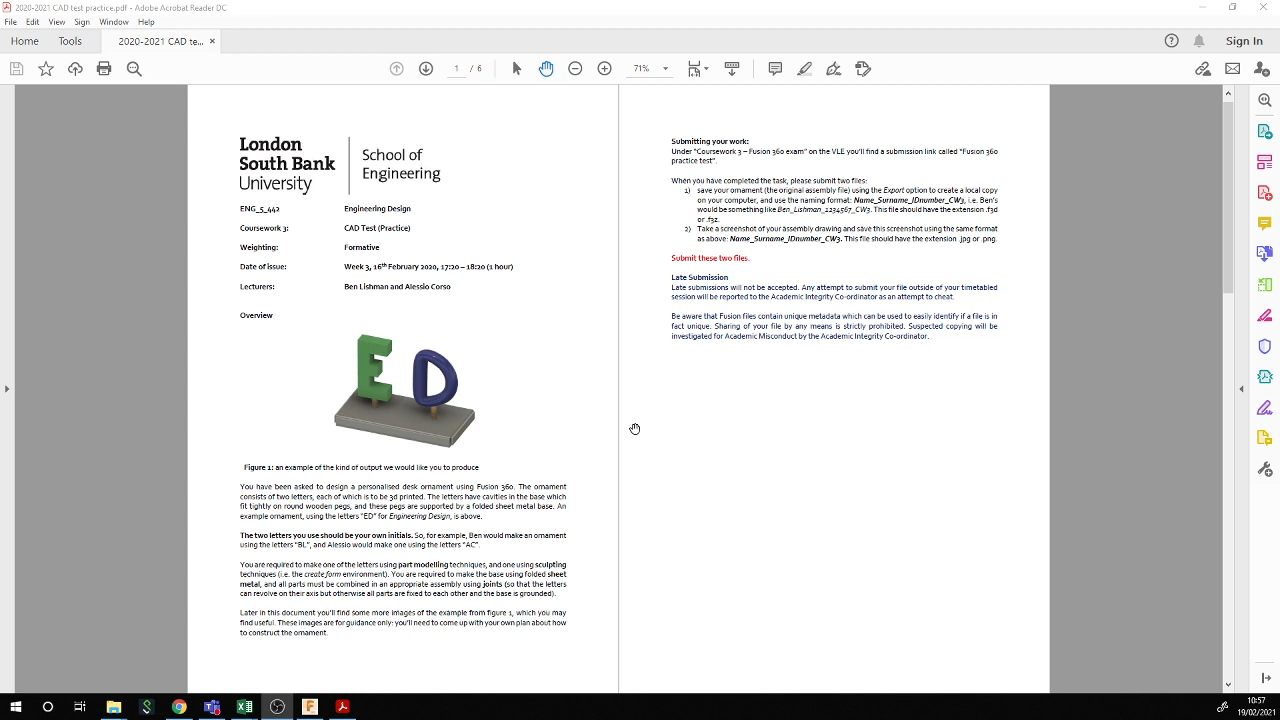 2020-2021 CAD test practice.pdf - Adobe Acrobat Reader DC
File Edit View Sign Window Help
Home Tools 2020-2021 CAD te... × Sign In
1 / 6 71%
London
South Bank
University
School of
Engineering
ENG_5_442 Engineering Design
Coursework 3: CAD Test (Practice)
Weighting: Formative
Date of issue: Week 3, 16th February 2020, 17:20 – 18:20 (1 hour)
Lecturers: Ben Lishman and Alessio Corso
Overview
Figure 1: an example of the kind of output we would like you to produce
You have been asked to design a personalised desk ornament using Fusion 360. The ornament
consists of two letters, each of which is to be 3d printed. The letters have cavities in the base which
fit tightly on round wooden pegs, and these pegs are supported by a folded sheet metal base. An
example ornament, using the letters "ED" for Engineering Design, is above.
The two letters you use should be your own initials. So, for example, Ben would make an ornament
using the letters "BL", and Alessio would make one using the letters "AC".
You are required to make one of the letters using part modelling techniques, and one using sculpting
techniques (i.e. the create form environment). You are required to make the base using folded sheet
metal, and all parts must be combined in an appropriate assembly using joints (so that the letters
can revolve on their axis but otherwise all parts are fixed to each other and the base is grounded).
Later in this document you'll find some more images of the example from figure 1, which you may
find useful. These images are for guidance only: you'll need to come up with your own plan about how
to construct the ornament.
Submitting your work:
Under "Coursework 3 – Fusion 360 exam" on the VLE you'll find a submission link called "Fusion 360
practice test".
When you have completed the task, please submit two files:
1) save your ornament (the original assembly file) using the Export option to create a local copy
on your computer, and use the naming format: Name_Surname_IDnumber_CW3, i.e. Ben's
would be something like Ben_Lishman_1234567_CW3. This file should have the extension .f3d
or .f3z.
2) Take a screenshot of your assembly drawing and save this screenshot using the same format
as above: Name_Surname_IDnumber_CW3. This file should have the extension .jpg or .png.
Submit these two files.
Late Submission
Late submissions will not be accepted. Any attempt to submit your file outside of your timetabled
session will be reported to the Academic Integrity Co-ordinator as an attempt to cheat.
Be aware that Fusion files contain unique metadata which can be used to easily identify if a file is in
fact unique. Sharing of your file by any means is strictly prohibited. Suspected copying will be
investigated for Academic Misconduct by the Academic Integrity Co-ordinator.
10:57
19/02/2021